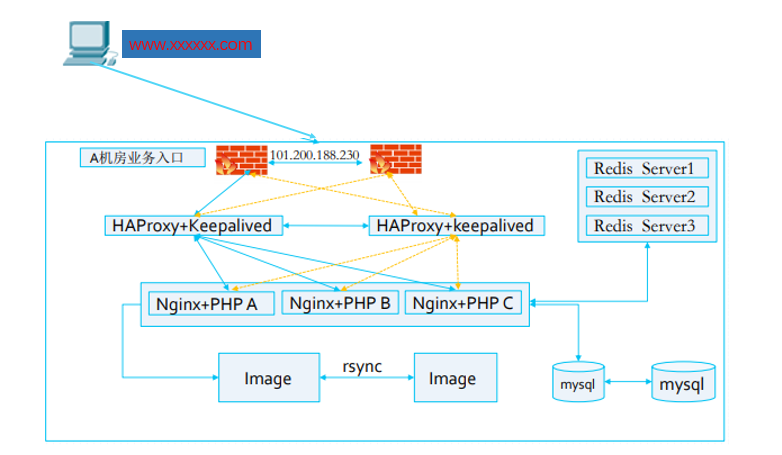 www.xxxxxx.com
A机房业务入口
101.200.188.230
Redis Server1
Redis Server2
Redis Server3
HAProxy+Keepalived
HAProxy+keepalived
Nginx+PHP A
Nginx+PHP B
Nginx+PHP C
Image
rsync
Image
mysql
mysql